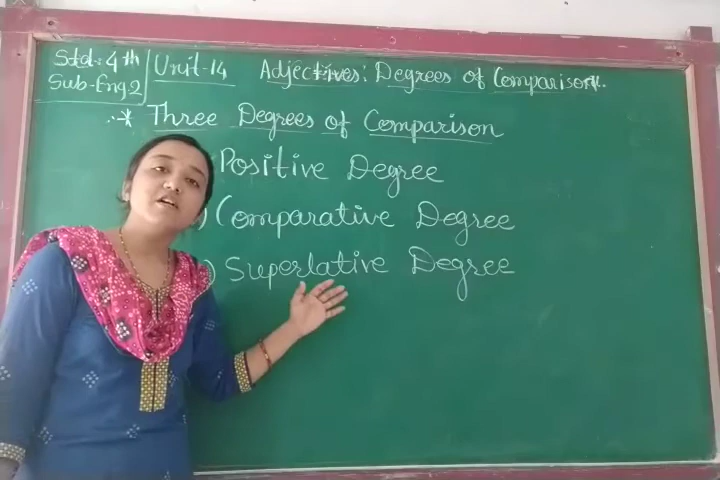 Std: 4th
Sub-Eng.2
Unit-14
Adjectives: Degrees of Comparison.
* Three Degrees of Comparison
Positive Degree
) Comparative Degree
) Superlative Degree